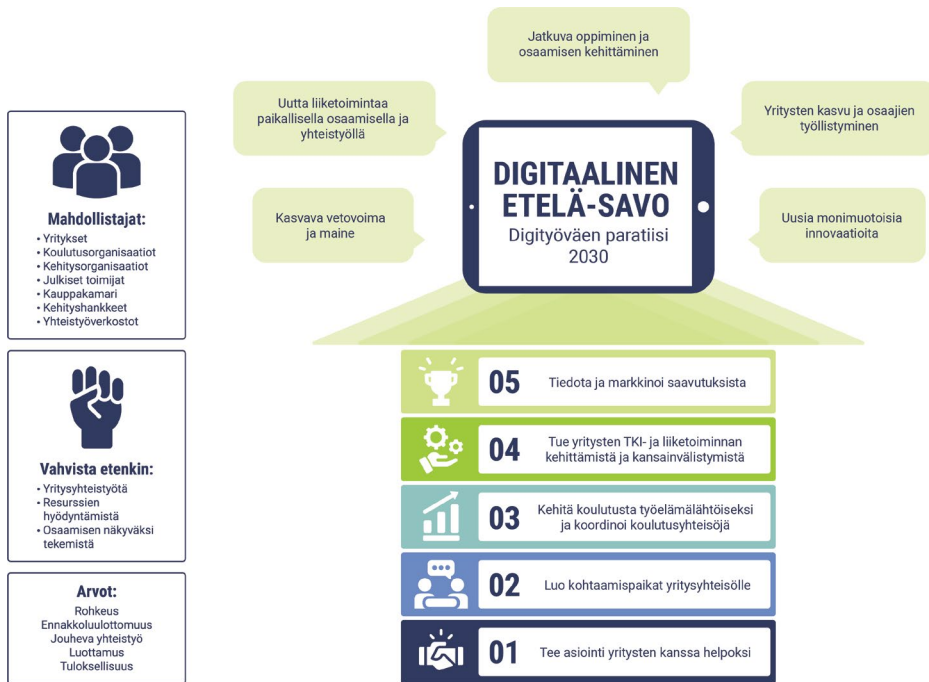 Jatkuva oppiminen ja
osaamisen kehittäminen
Uutta liiketoimintaa
paikallisella osaamisella ja
yhteistyöllä
Yritysten kasvu ja osaajien
työllistyminen
Kasvava vetovoima
ja maine
DIGITAALINEN
ETELÄ-SAVO
Digityöväen paratiisi
2030
Uusia monimuotoisia
innovaatioita
Mahdollistajat:
• Yritykset
• Koulutusorganisaatiot
• Kehitysorganisaatiot
• Julkiset toimijat
• Kauppakamari
• Kehityshankkeet
• Yhteistyöverkostot
Vahvista etenkin:
• Yritysyhteistyötä
• Resurssien
hyödyntämistä
• Osaamisen näkyväksi
tekemistä
Arvot:
Rohkeus
Ennakkoluulottomuus
Jouheva yhteistyö
Luottamus
Tuloksellisuus
05 Tiedota ja markkinoi saavutuksista
04 Tue yritysten TKI- ja liiketoiminnan
kehittämistä ja kansainvälistymistä
03 Kehitä koulutusta työelämälähtöiseksi
ja koordinoi koulutusyhteisöjä
02 Luo kohtaamispaikat yritysyhteisölle
01 Tee asiointi yritysten kanssa helpoksi